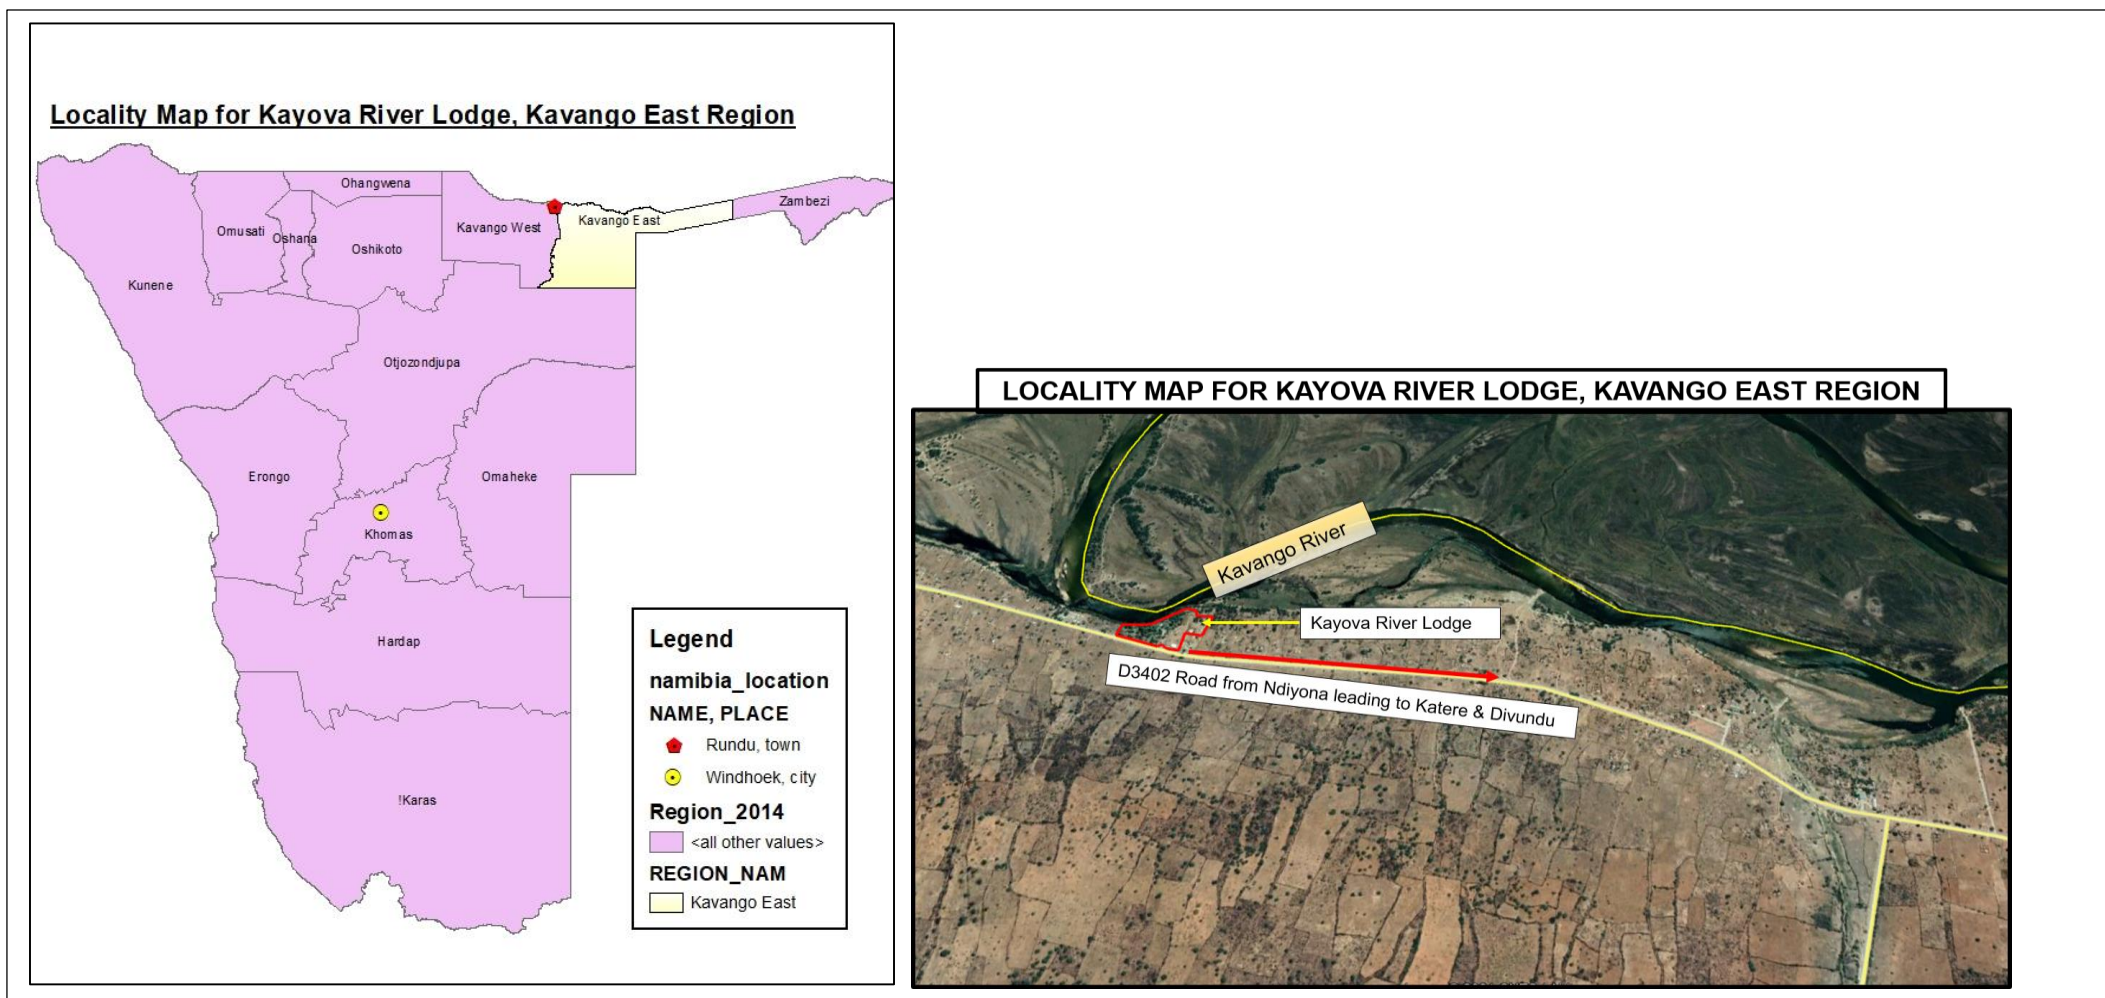 Locality Map for Kayova River Lodge, Kavango East Region
Ohangwena
Zambezi
Omusati
Oshana
Oshikoto
Kavango West
Kavango East
Kunene
Otjozondjupa
Erongo
Omaheke
Khomas
Hardap
!Karas
Legend
namibia_location
NAME, PLACE
Rundu, town
Windhoek, city
Region_2014
<all other values>
REGION_NAM
Kavango East
LOCALITY MAP FOR KAYOVA RIVER LODGE, KAVANGO EAST REGION
Kavango River
Kayova River Lodge
D3402 Road from Ndiyona leading to Katere & Divundu